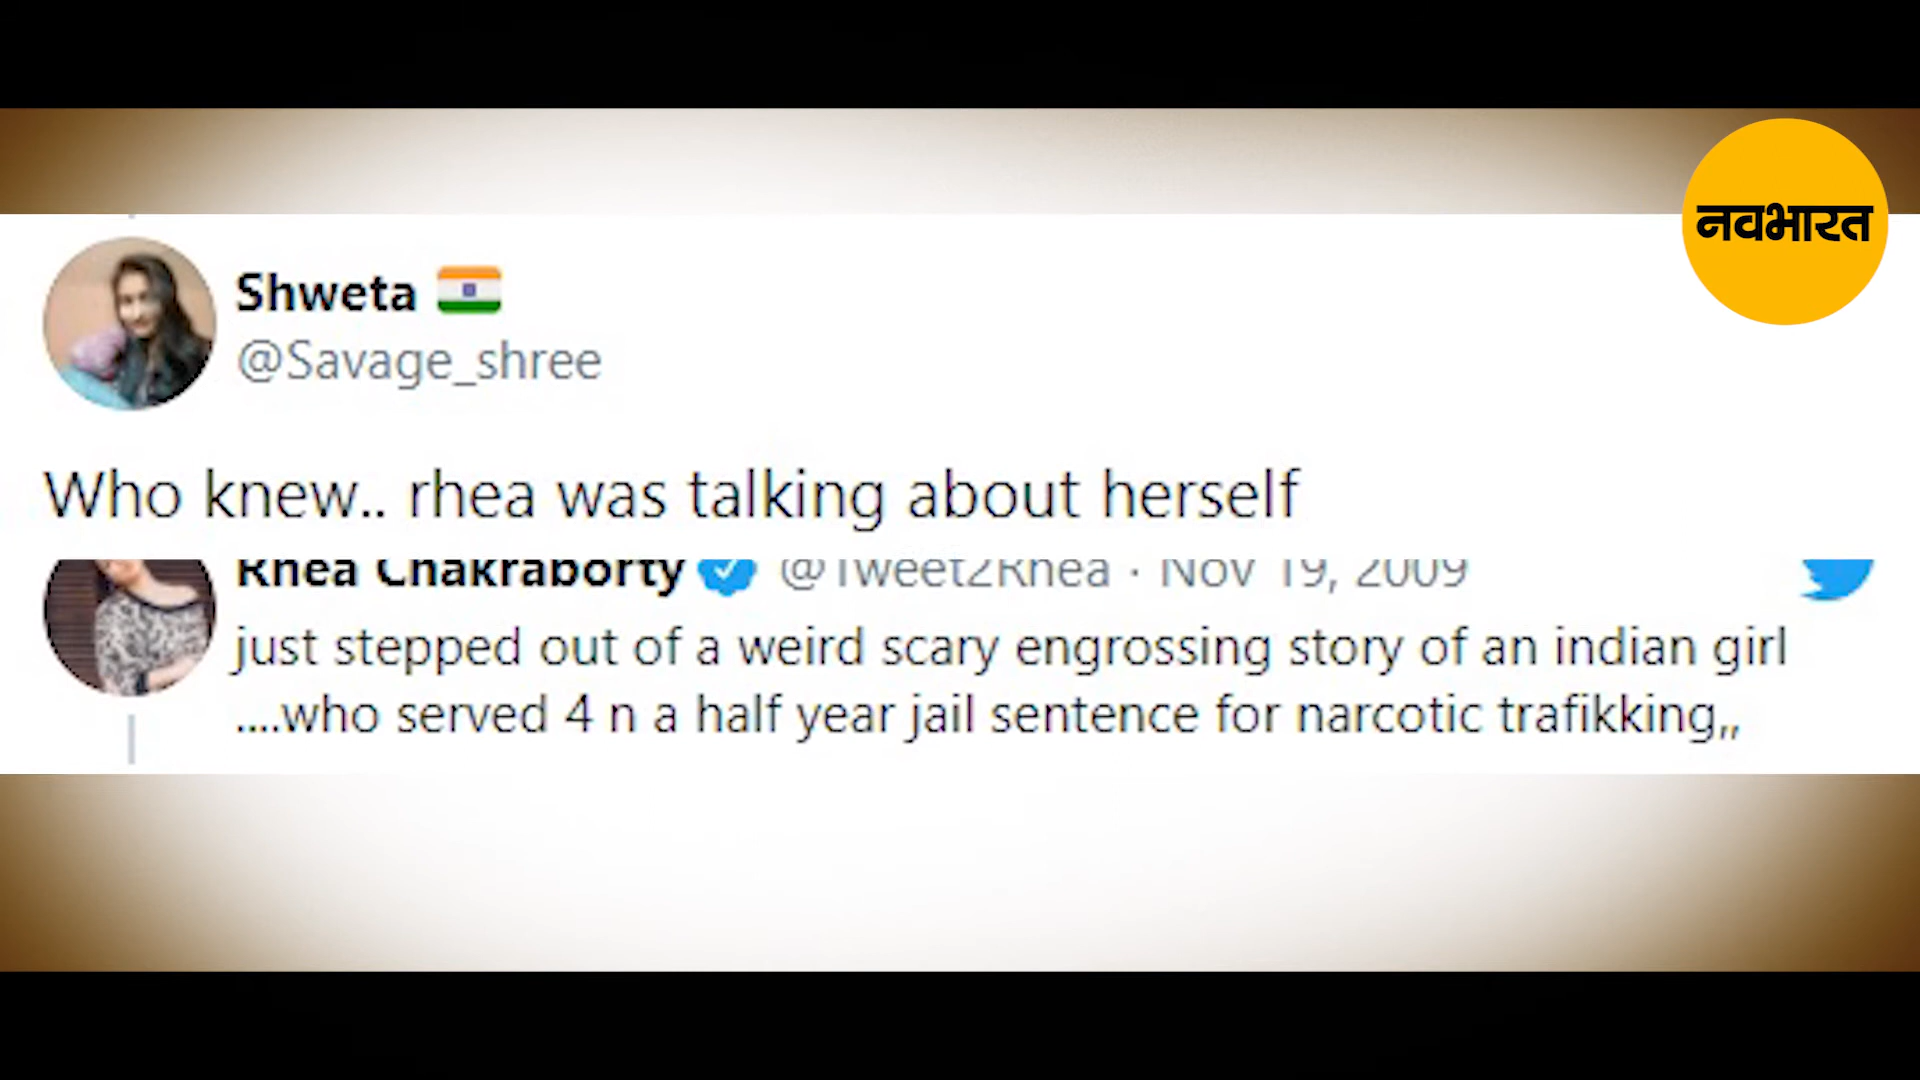 नवभारत
Shweta
@Savage_shree
Who knew.. rhea was talking about herself
Rhea Chakraborty @Tweet2Rhea · Nov 19, 2009
just stepped out of a weird scary engrossing story of an indian girl
....who served 4 n a half year jail sentence for narcotic trafikking,,